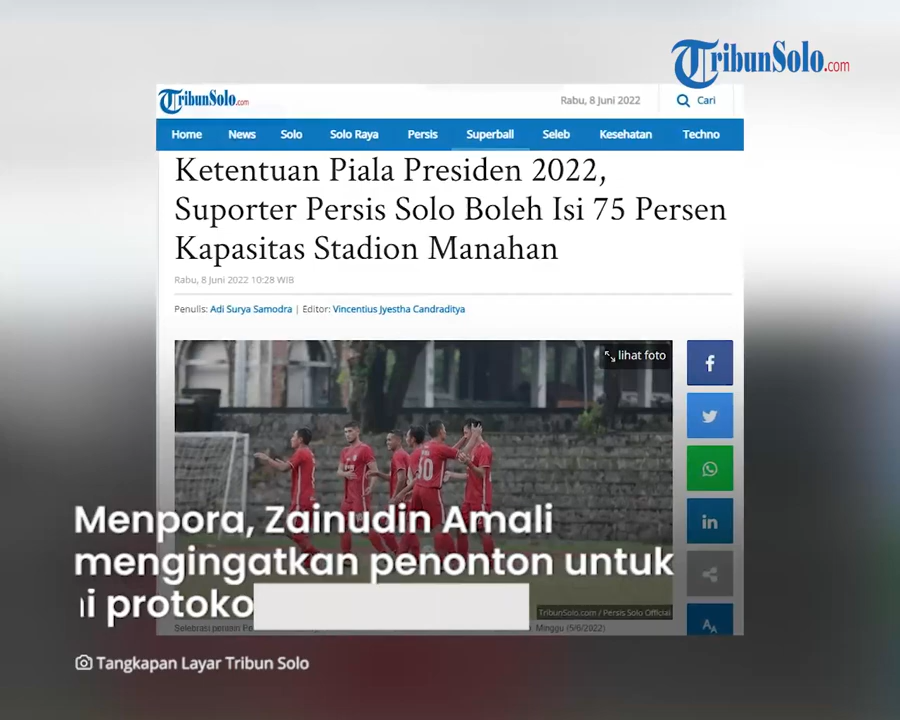 TribunSolo.com
TribunSolo.com
Rabu, 8 Juni 2022
Cari
Home News Solo Solo Raya Persis Superball Seleb Kesehatan Techno
Ketentuan Piala Presiden 2022,
Suporter Persis Solo Boleh Isi 75 Persen
Kapasitas Stadion Manahan
Rabu, 8 Juni 2022 10:28 WIB
Penulis: Adi Surya Samodra | Editor: Vincentius Jyestha Candraditya
lihat foto
30
Menpora, Zainudin Amali
mengingatkan penonton untuk
i protoko
TribunSolo.com / Persis Solo Official
Minggu (5/6/2022)
AA
Tangkapan Layar Tribun Solo